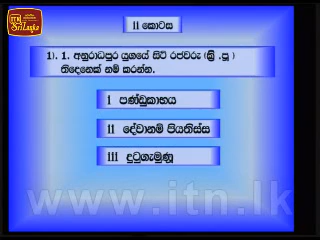 ITN
Sri Lanka
ii කොටස
1). 1. අනුරාධපුර යුගයේ සිටි රජවරු (ක්‍රි .පූ )
තිදෙනෙක් නම් කරන්න.
i පණ්ඩුකාභය
ii දේවානම් පියතිස්ස
iii දුටුගැමුණු
www.itn.lk